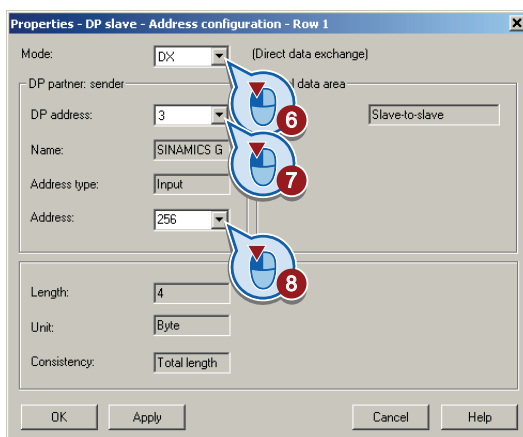 Properties - DP slave - Address configuration - Row 1
Mode: DX (Direct data exchange)
DP partner: sender data area
DP address: 3 Slave-to-slave
6
Name: SINAMICS G
7
Address type: Input
Address: 256
8
Length: 4
Unit: Byte
Consistency: Total length
OK Apply Cancel Help